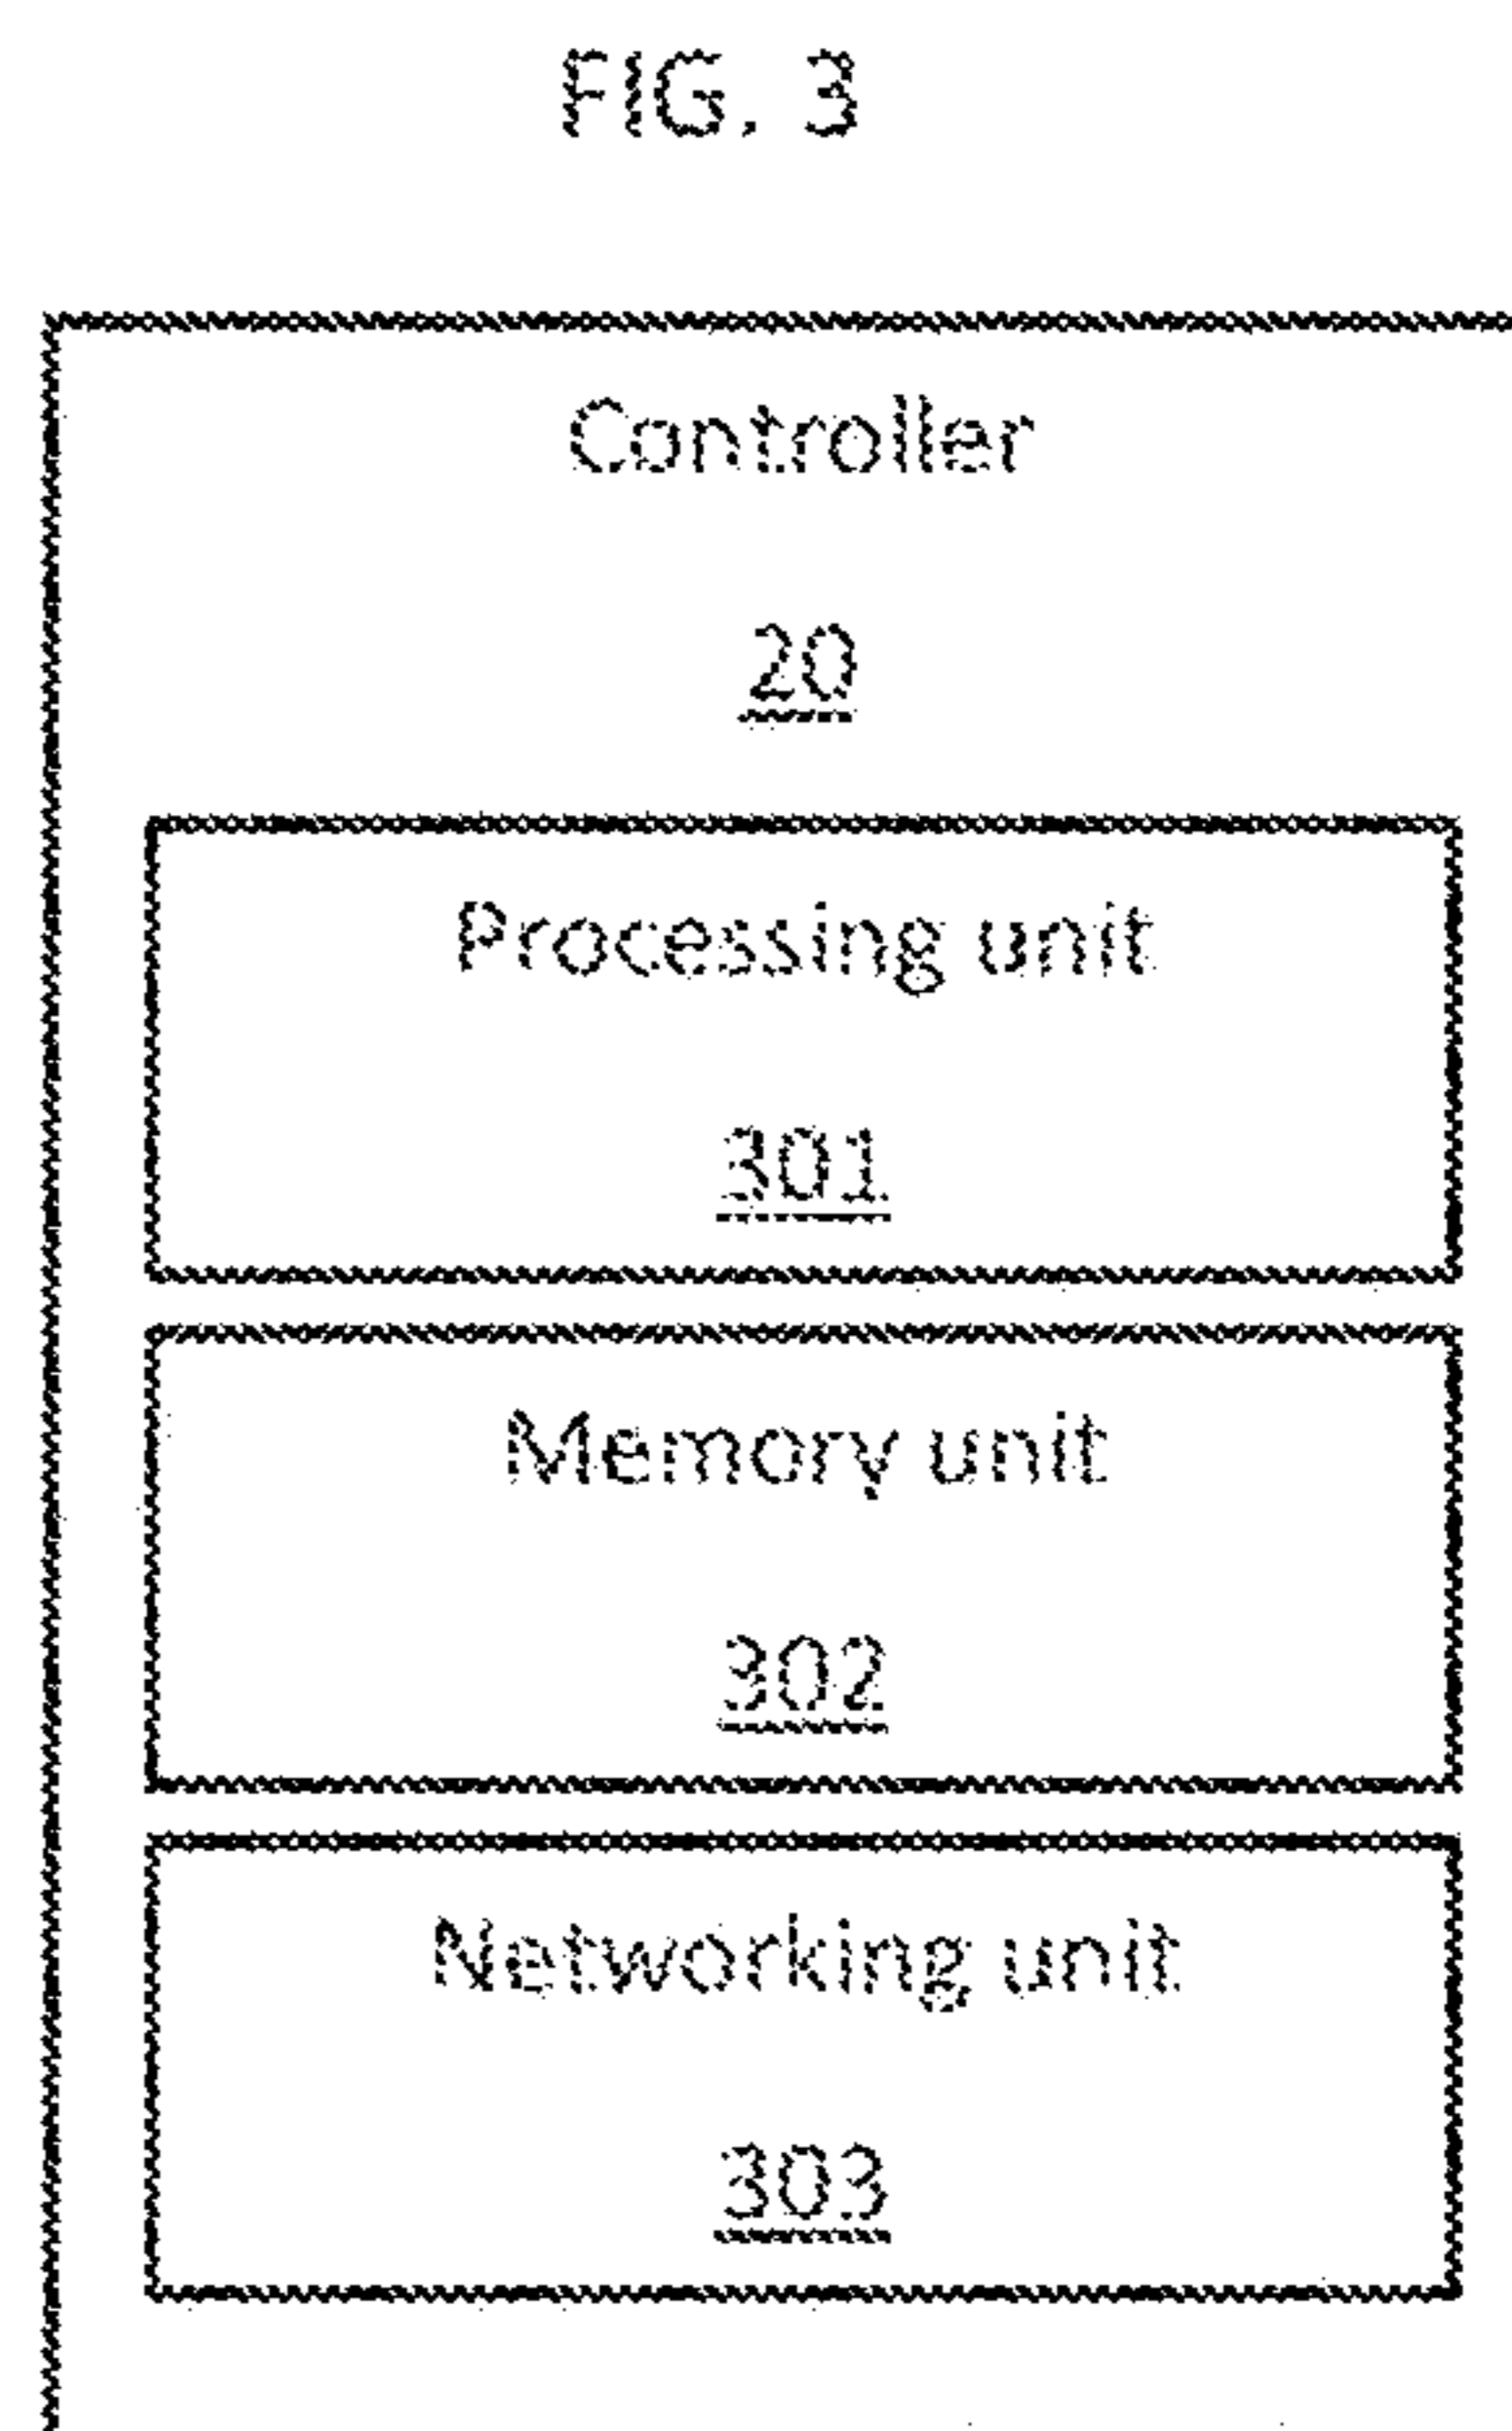 FIG. 3
Controller
20
Processing unit
301
Memory unit
302
Networking unit
303